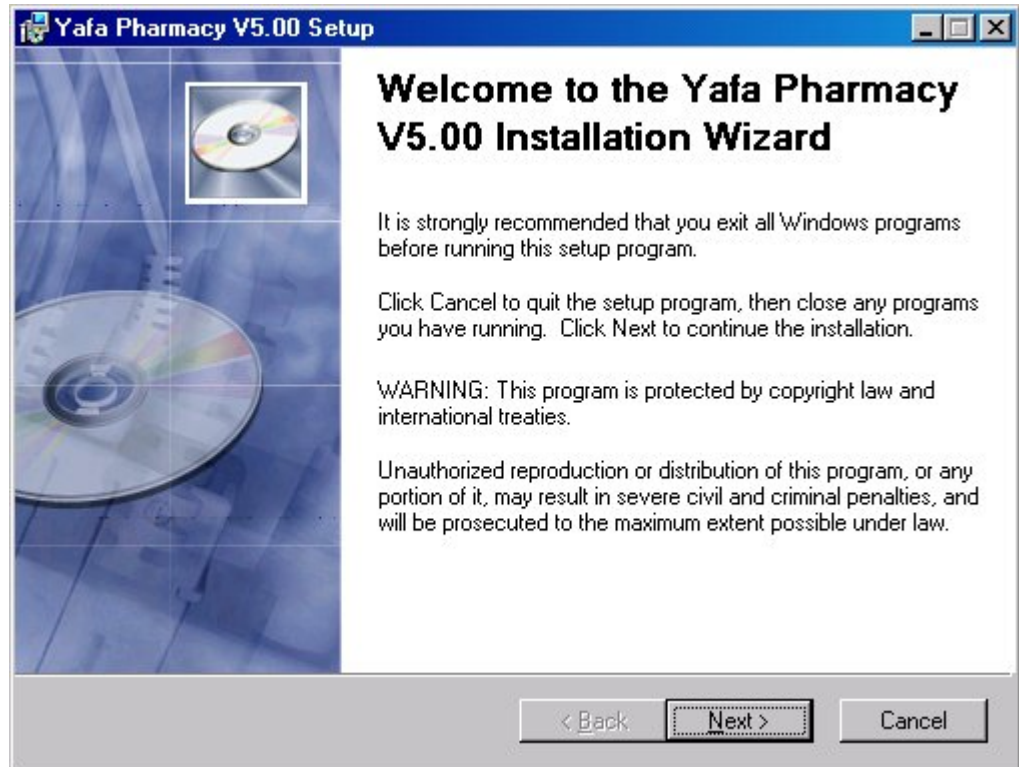 Yafa Pharmacy V5.00 Setup
Welcome to the Yafa Pharmacy
V5.00 Installation Wizard
It is strongly recommended that you exit all Windows programs
before running this setup program.
Click Cancel to quit the setup program, then close any programs
you have running.  Click Next to continue the installation.
WARNING: This program is protected by copyright law and
international treaties.
Unauthorized reproduction or distribution of this program, or any
portion of it, may result in severe civil and criminal penalties, and
will be prosecuted to the maximum extent possible under law.
< Back Next > Cancel